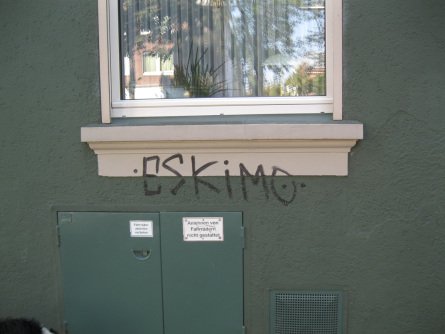 ESKiMO
Anlehnen von
Fahrrädern
nicht gestattet